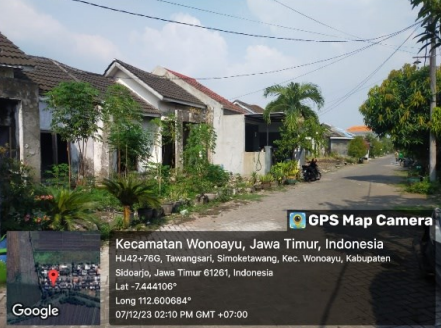 GPS Map Camera
Kecamatan Wonoayu, Jawa Timur, Indonesia
HJ42+76G, Tawangsari, Simoketawang, Kec. Wonoayu, Kabupaten
Sidoarjo, Jawa Timur 61261, Indonesia
Lat -7.444106°
Long 112.600684°
07/12/23 02:10 PM GMT +07:00
Google